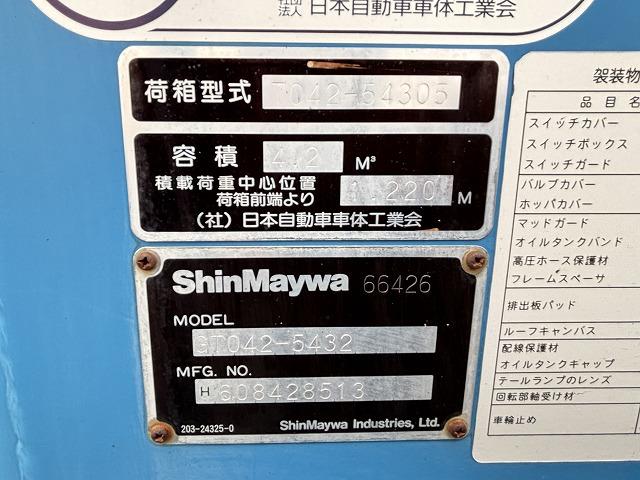 社団
法人 日本自動車車体工業会
荷箱型式 T042-54305
容積 4.2 M³
積載荷重中心位置
荷箱前端より 1.220 M
(社)日本自動車車体工業会
ShinMaywa 66426
MODEL
GT042-5432
MFG. NO.
H 608428513
203-24325-0 ShinMaywa Industries, Ltd.
架装物
品目名
スイッチカバー
スイッチボックス
スイッチガード
バルブカバー
ホッパカバー
マッドガード
オイルタンクバンド
高圧ホース保護材
フレームスペーサ
排出板パッド
ルーフキャンバス
配線保護材
オイルタンクキャップ
テールランプのレンズ
回転部軸受け材
車輪止め